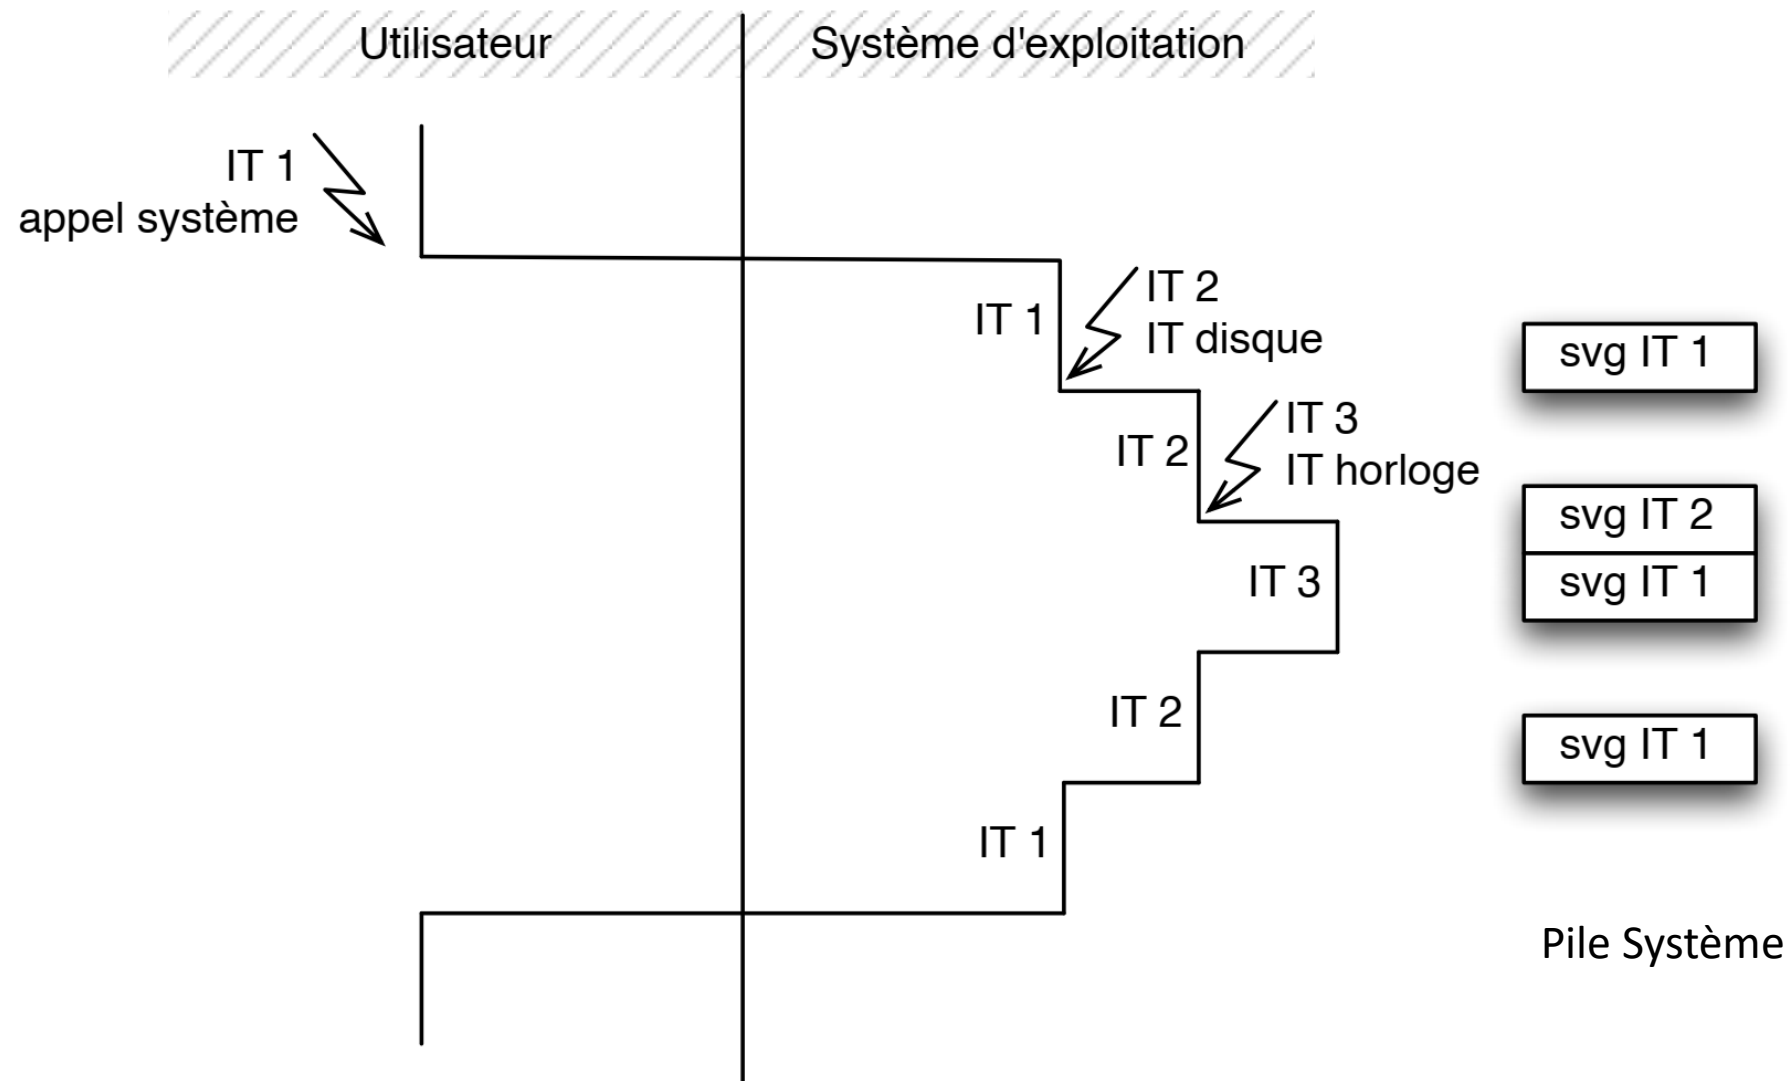 Utilisateur
Système d'exploitation
IT 1
appel système
IT 1
IT 2
IT disque
svg IT 1
IT 2
IT 3
IT horloge
svg IT 2
IT 3
svg IT 1
IT 2
svg IT 1
IT 1
Pile Système